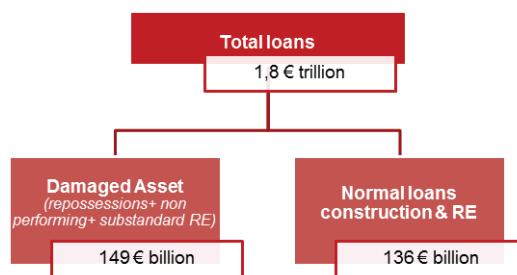 Total loans
1,8 € trillion
Damaged Asset
(repossessions+ non
performing+ substandard RE)
149 € billion
Normal loans
construction & RE
136 € billion